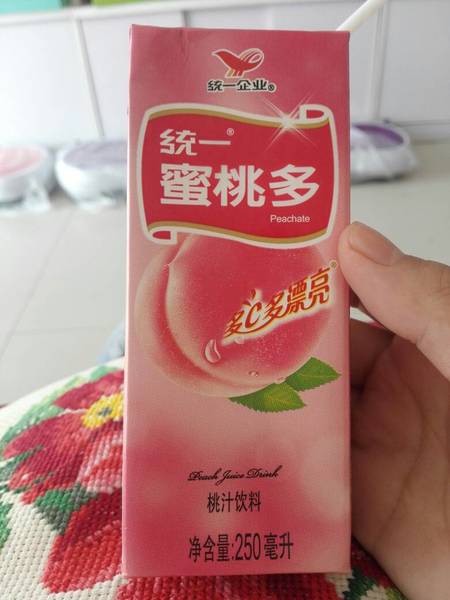 统一企业®
统一®
蜜桃多
Peachate
多C多漂亮®
Peach Juice Drink
桃汁饮料
净含量:250毫升